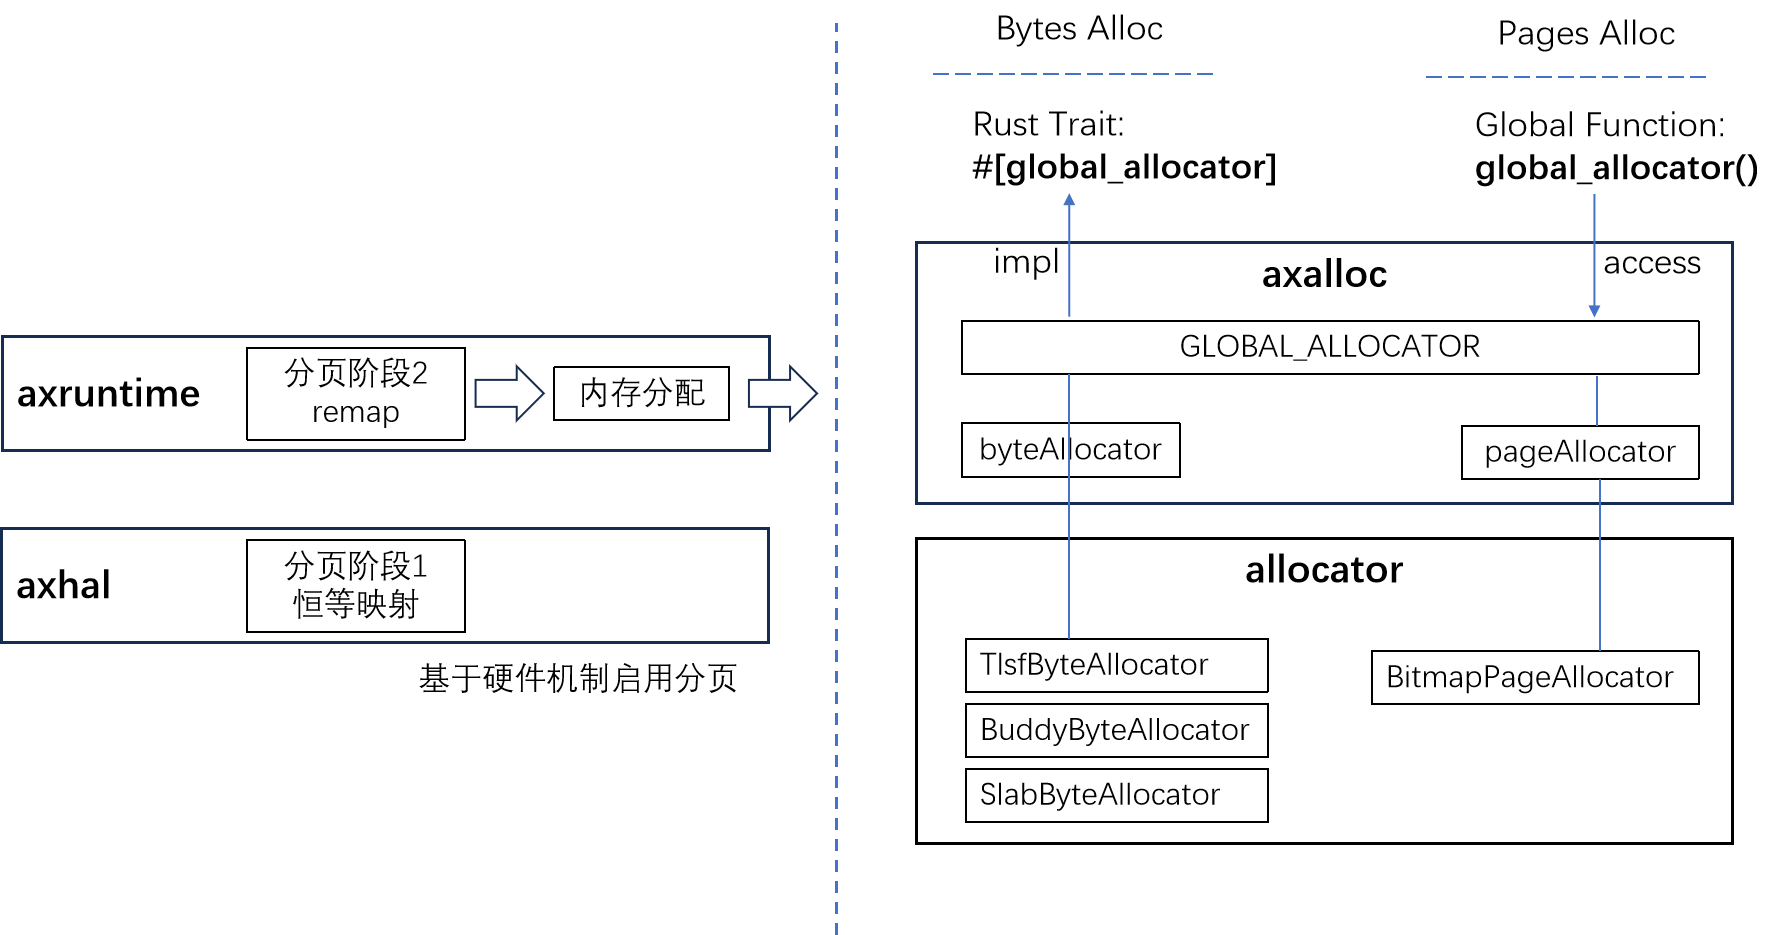 axruntime
分页阶段2
remap
内存分配
axhal
分页阶段1
恒等映射
基于硬件机制启用分页
Bytes Alloc
Pages Alloc
Rust Trait:
#[global_allocator]
Global Function:
global_allocator()
impl
axalloc
access
GLOBAL_ALLOCATOR
byteAllocator
pageAllocator
allocator
TlsfByteAllocator
BitmapPageAllocator
BuddyByteAllocator
SlabByteAllocator